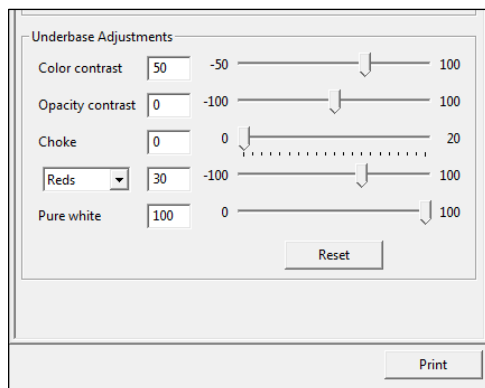 Underbase Adjustments
Color contrast 50 -50 100
Opacity contrast 0 -100 100
Choke 0 0 20
Reds 30 -100 100
Pure white 100 0 100
Reset
Print